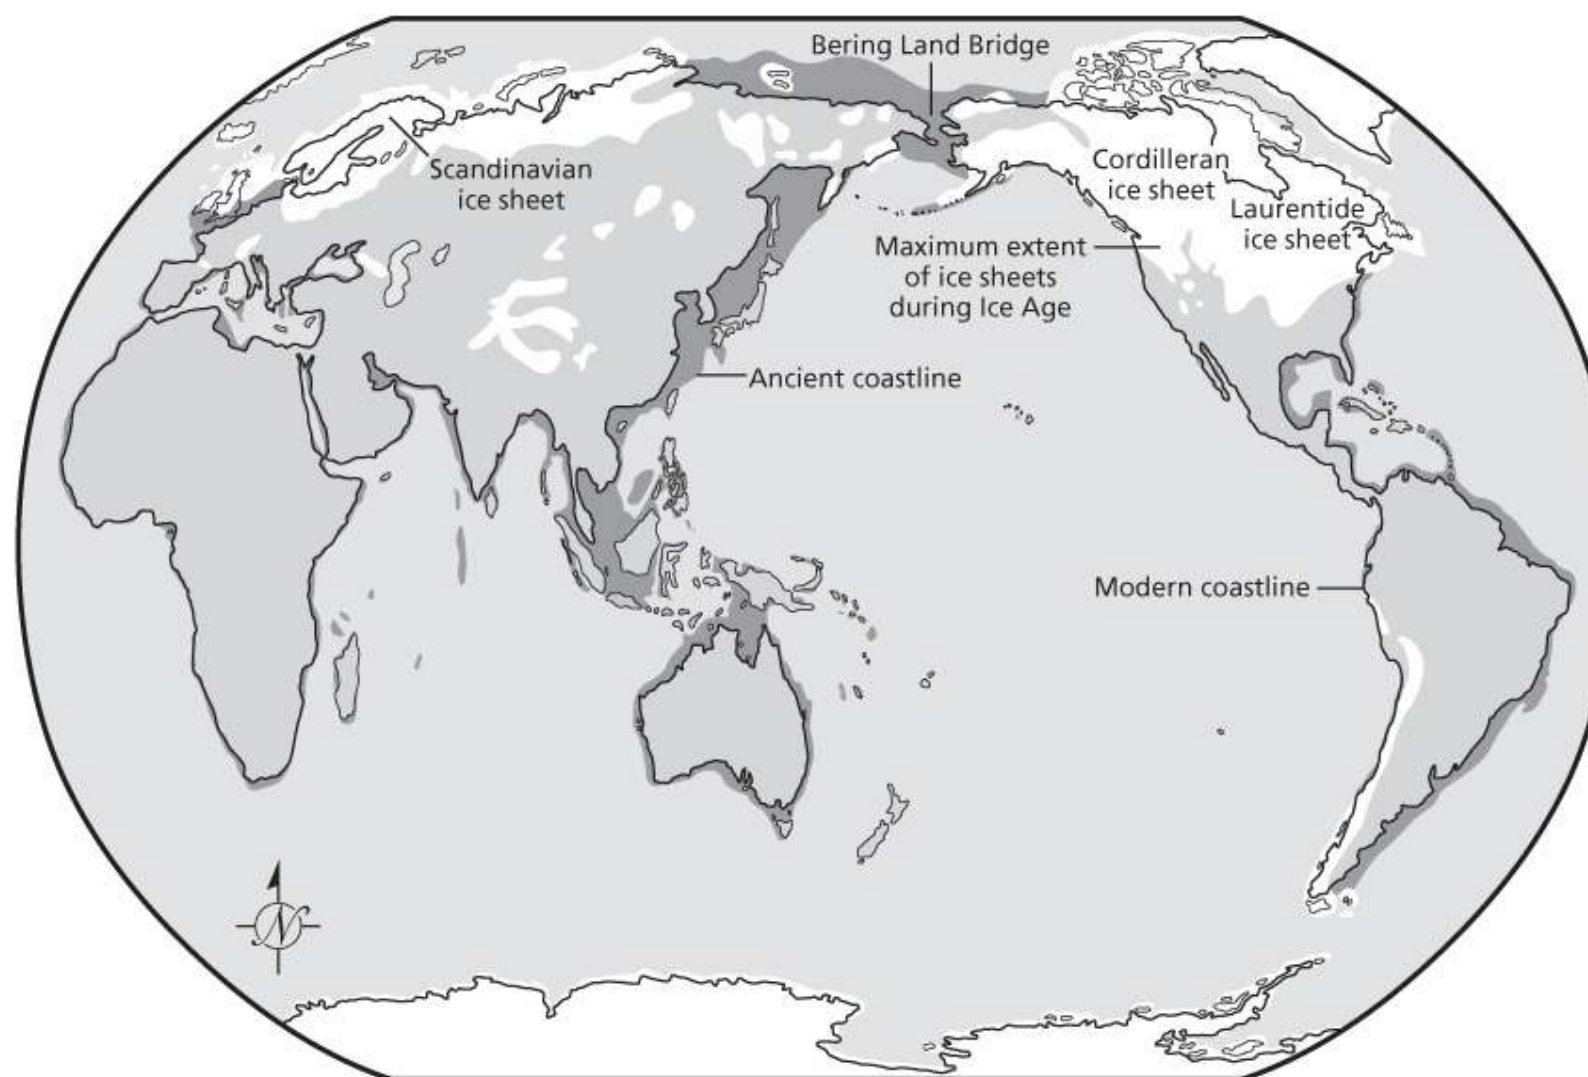 Bering Land Bridge
Scandinavian
ice sheet
Cordilleran
ice sheet
Laurentide
ice sheet
Maximum extent
of ice sheets
during Ice Age
Ancient coastline
Modern coastline
N